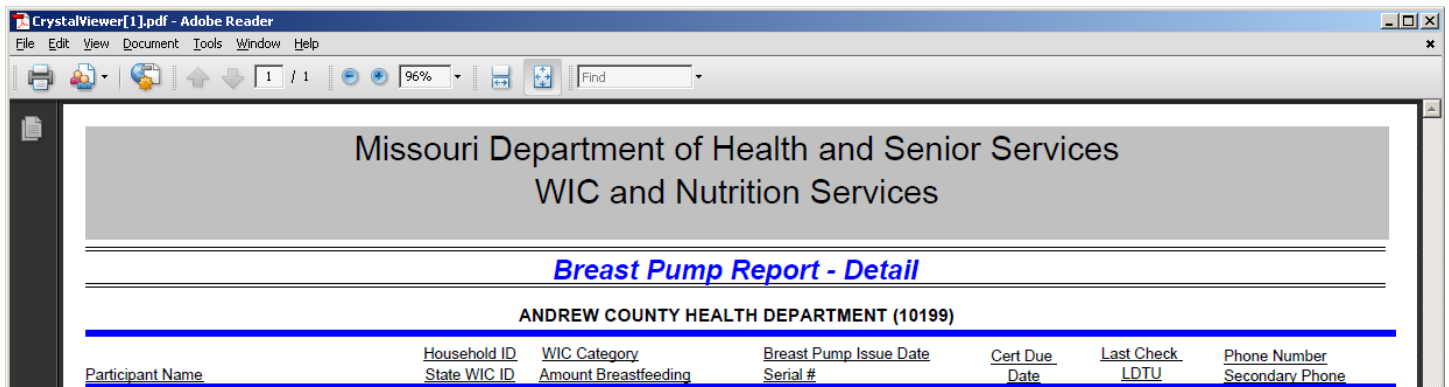 CrystalViewer[1].pdf - Adobe Reader
File Edit View Document Tools Window Help
1 / 1 96% Find
Missouri Department of Health and Senior Services
WIC and Nutrition Services
Breast Pump Report - Detail
ANDREW COUNTY HEALTH DEPARTMENT (10199)
Household ID WIC Category Breast Pump Issue Date Cert Due Last Check Phone Number
Participant Name State WIC ID Amount Breastfeeding Serial # Date LDTU Secondary Phone